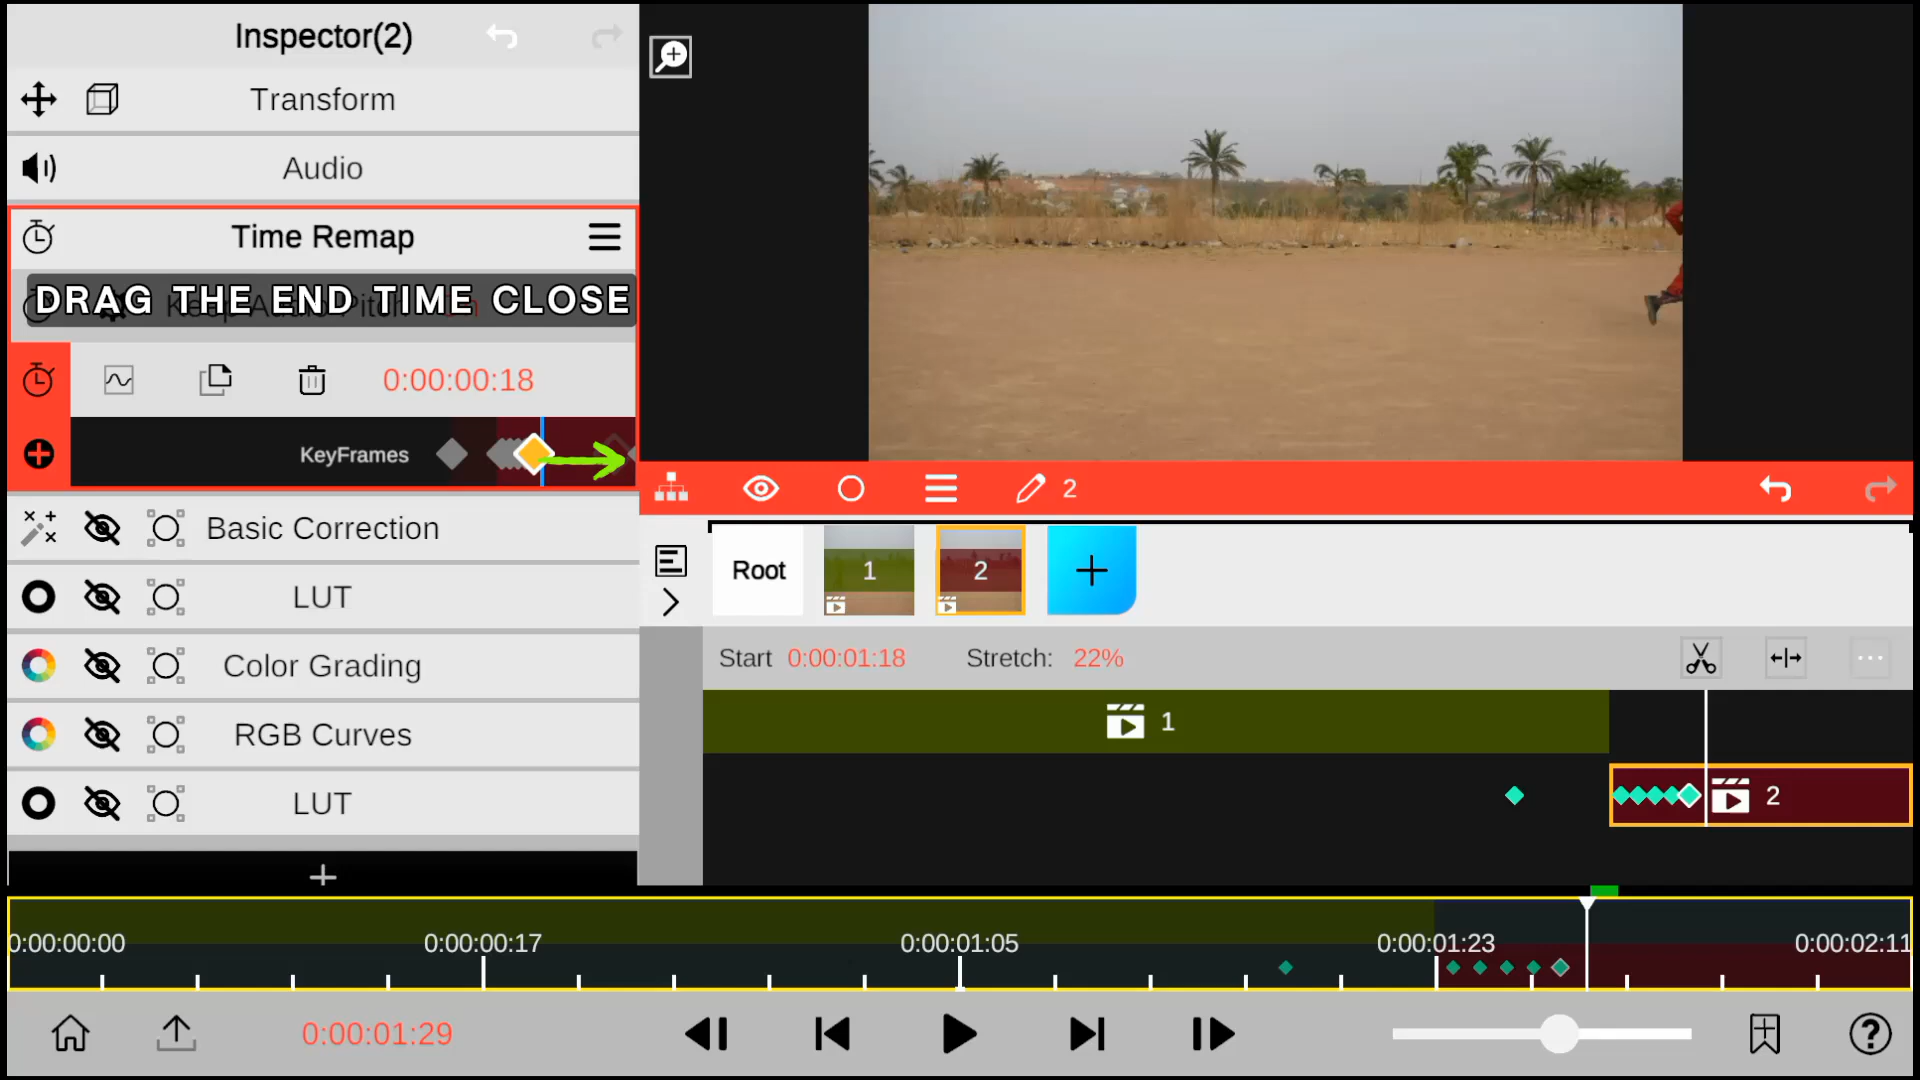 Inspector(2)
Transform
Audio
Time Remap
DRAG THE END TIME CLOSE
0:00:00:18
KeyFrames
Basic Correction
LUT
Color Grading
RGB Curves
LUT
2
Root
1
2
Start 0:00:01:18 Stretch: 22%
1
2
0:00:00:00 0:00:00:17 0:00:01:05 0:00:01:23 0:00:02:11
0:00:01:29